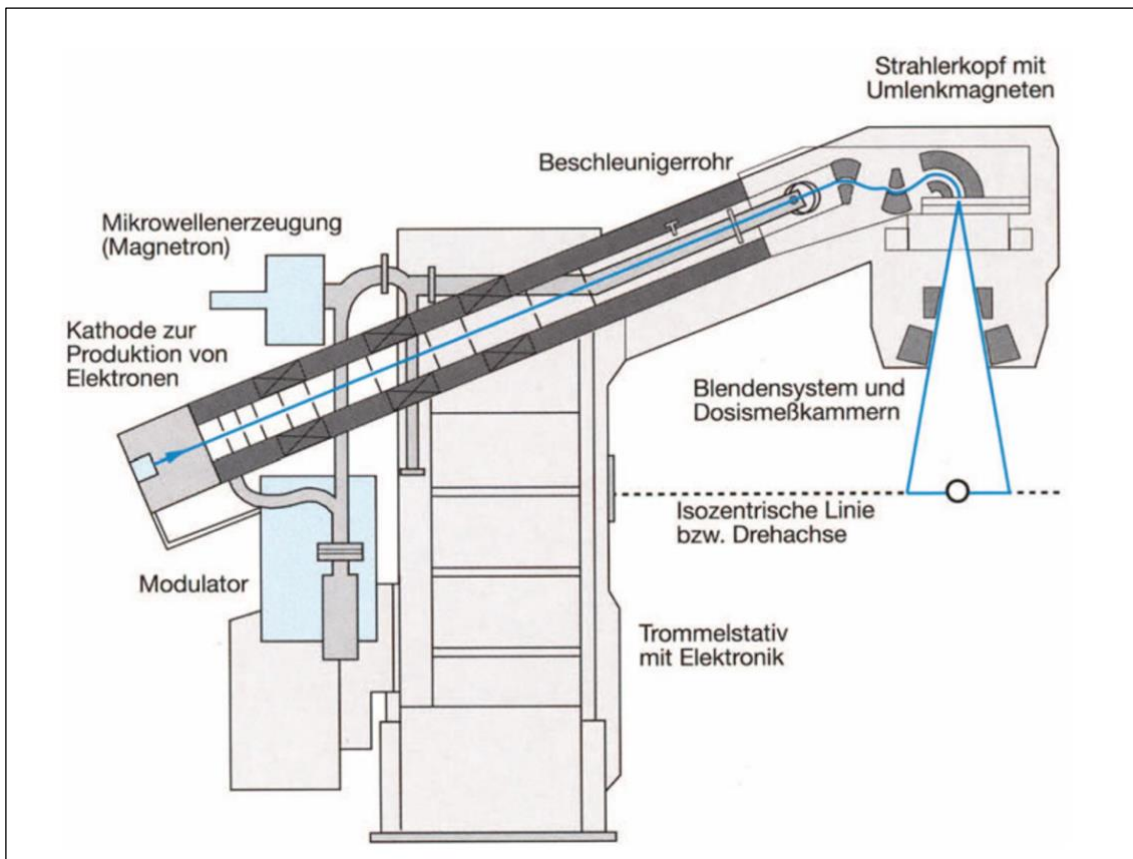 Strahlerkopf mit
Umlenkmagneten
Beschleunigerrohr
Mikrowellenerzeugung
(Magnetron)
Kathode zur
Produktion von
Elektronen
Blendensystem und
Dosismeßkammern
Isozentrische Linie
bzw. Drehachse
Modulator
Trommelstativ
mit Elektronik